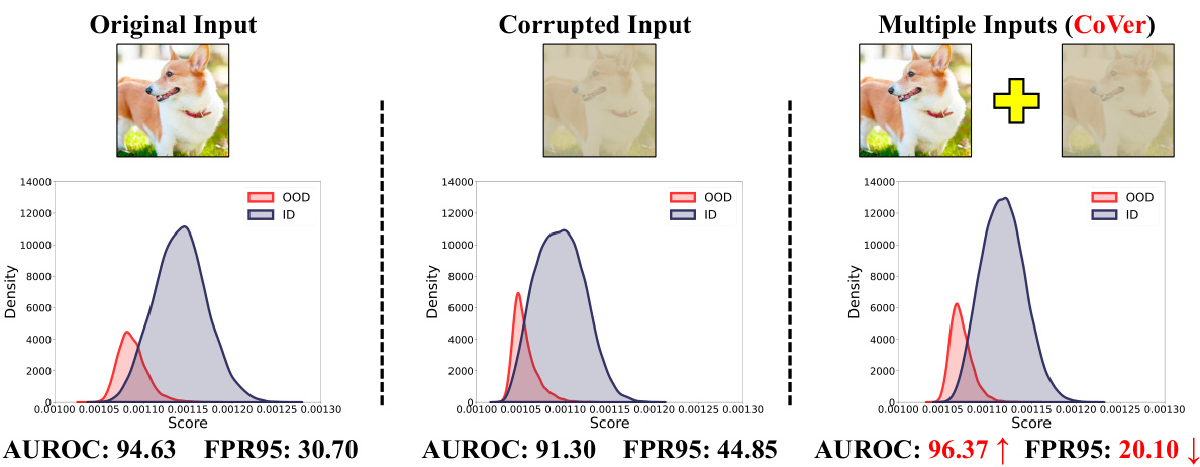 Original Input
14000
12000
10000
8000
6000
4000
2000
0
Density
OOD
ID
0.00100 0.00105 0.00110 0.00115 0.00120 0.00125 0.00130
Score
AUROC: 94.63 FPR95: 30.70
Corrupted Input
14000
12000
10000
8000
6000
4000
2000
0
Density
OOD
ID
0.00100 0.00105 0.00110 0.00115 0.00120 0.00125 0.00130
Score
AUROC: 91.30 FPR95: 44.85
Multiple Inputs (CoVer)
14000
12000
10000
8000
6000
4000
2000
0
Density
OOD
ID
0.00100 0.00105 0.00110 0.00115 0.00120 0.00125 0.00130
Score
AUROC: 96.37 ↑ FPR95: 20.10 ↓